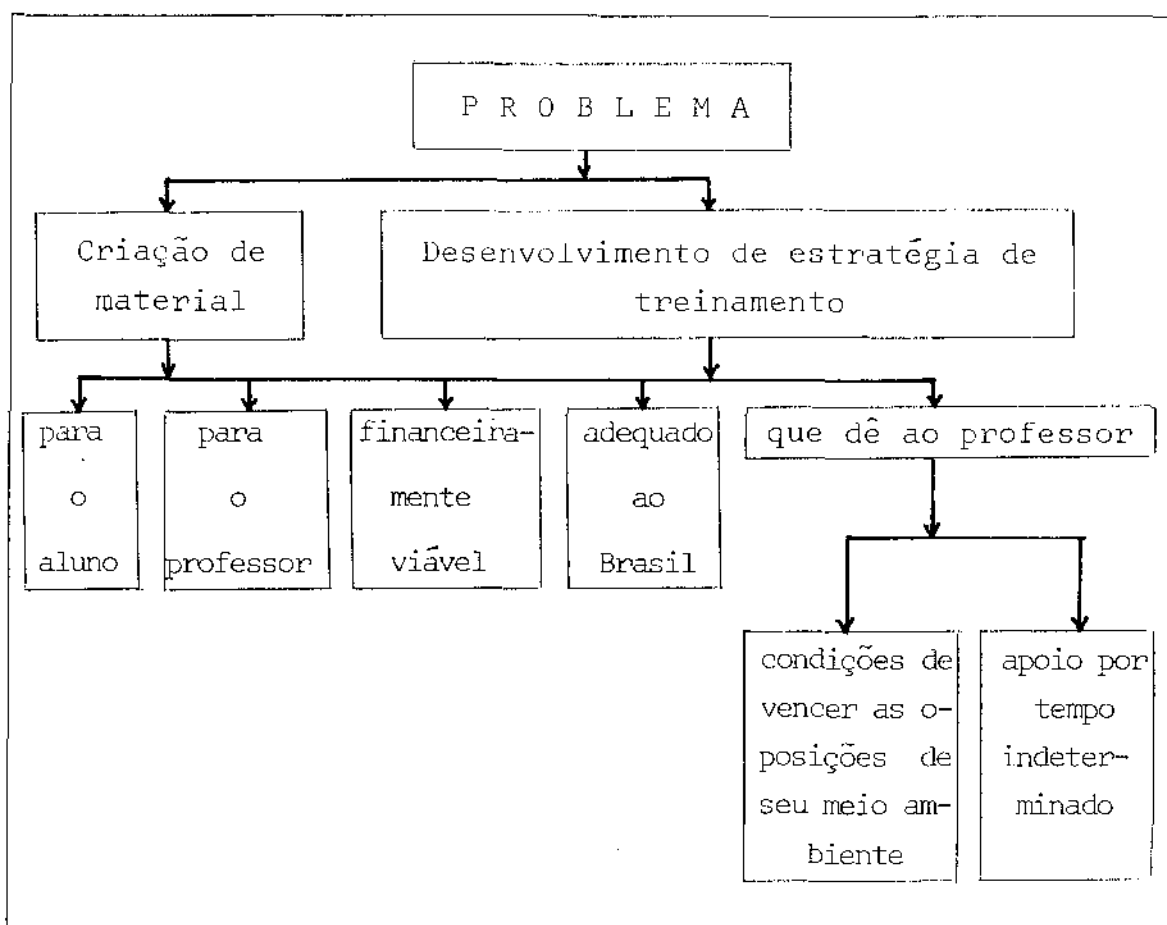 P R O B L E M A
Criação de
material
Desenvolvimento de estratégia de
treinamento
para
o
aluno
para
o
professor
financeira-
mente
viável
adequado
ao
Brasil
que dê ao professor
condições de
vencer as o-
posições de
seu meio am-
biente
apoio por
tempo
indeter-
minado